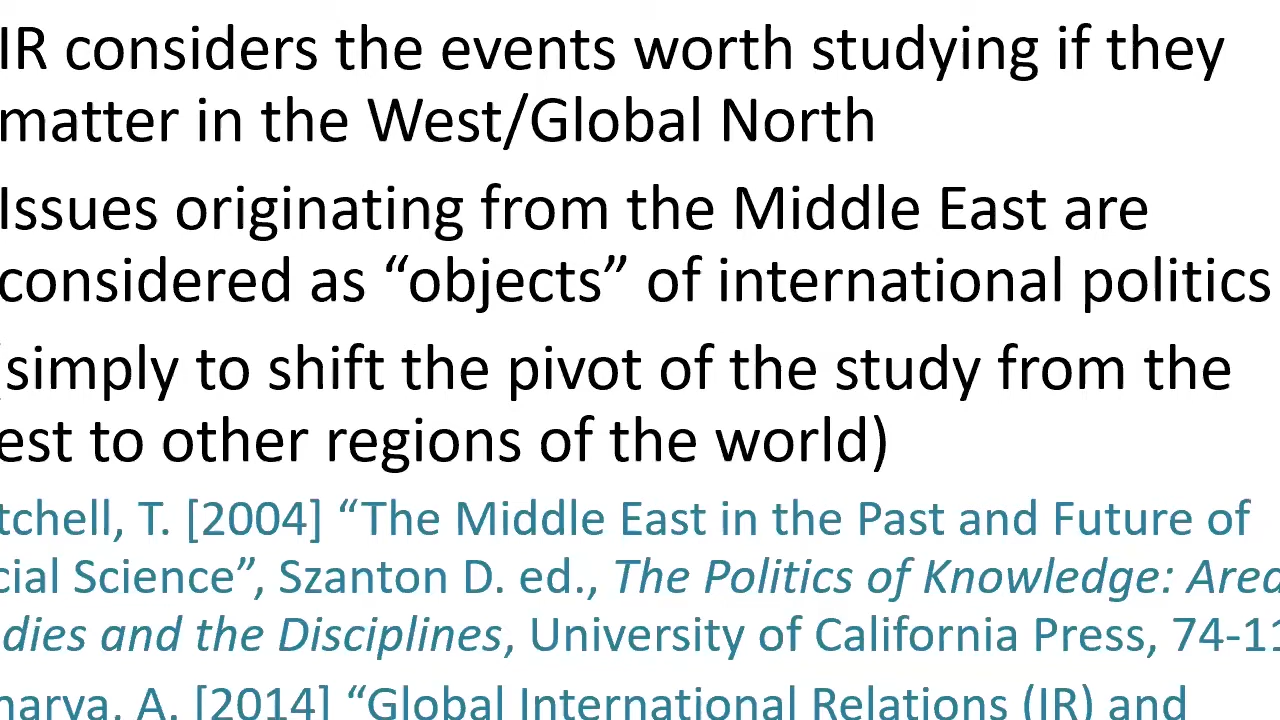 IR considers the events worth studying if they
matter in the West/Global North
Issues originating from the Middle East are
considered as “objects” of international politics
(simply to shift the pivot of the study from the
est to other regions of the world)
tchell, T. [2004] “The Middle East in the Past and Future of
cial Science”, Szanton D. ed., The Politics of Knowledge: Area
dies and the Disciplines, University of California Press, 74-11
harya, A. [2014] “Global International Relations (IR) and